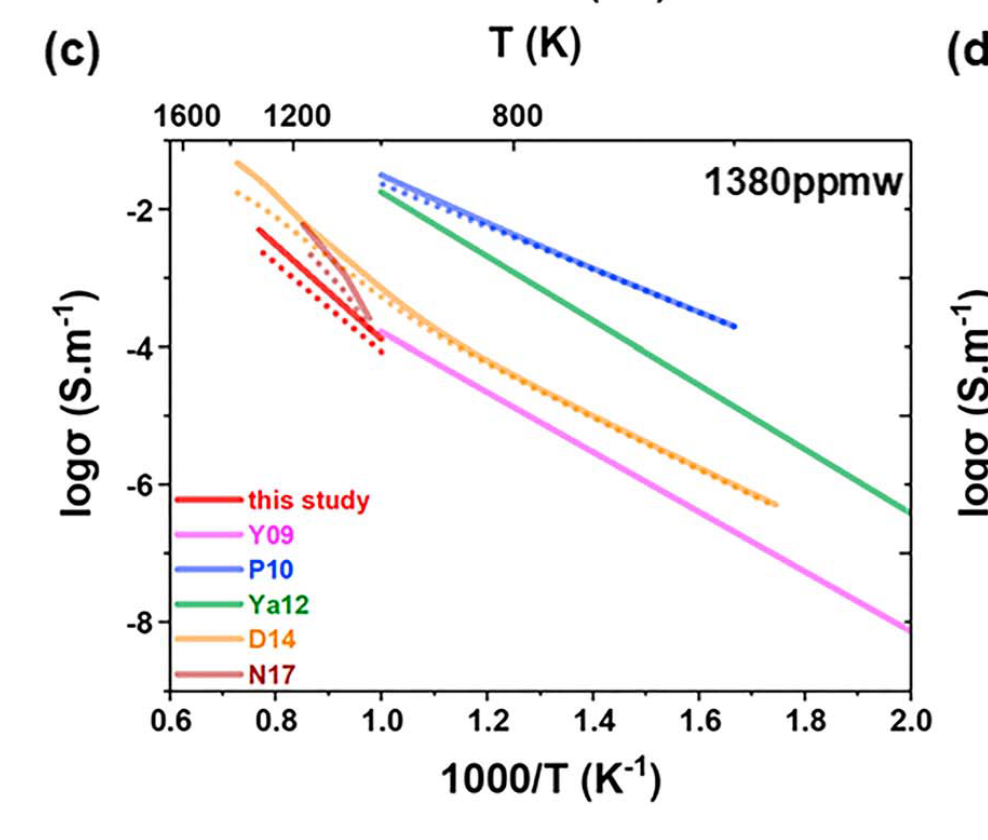 (c)
T (K)
(d
1600 1200 800
1380ppmw
-2
-4
-6
-8
logσ (S.m-1)
this study
Y09
P10
Ya12
D14
N17
0.6 0.8 1.0 1.2 1.4 1.6 1.8 2.0
1000/T (K-1)
logσ (S